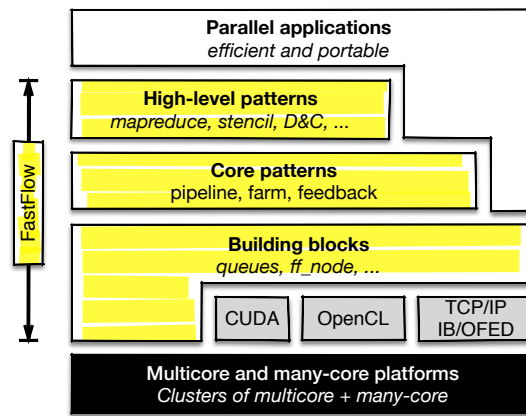 Parallel applications
efficient and portable
High-level patterns
mapreduce, stencil, D&C, ...
FastFlow
Core patterns
pipeline, farm, feedback
Building blocks
queues, ff_node, ...
CUDA
OpenCL
TCP/IP
IB/OFED
Multicore and many-core platforms
Clusters of multicore + many-core